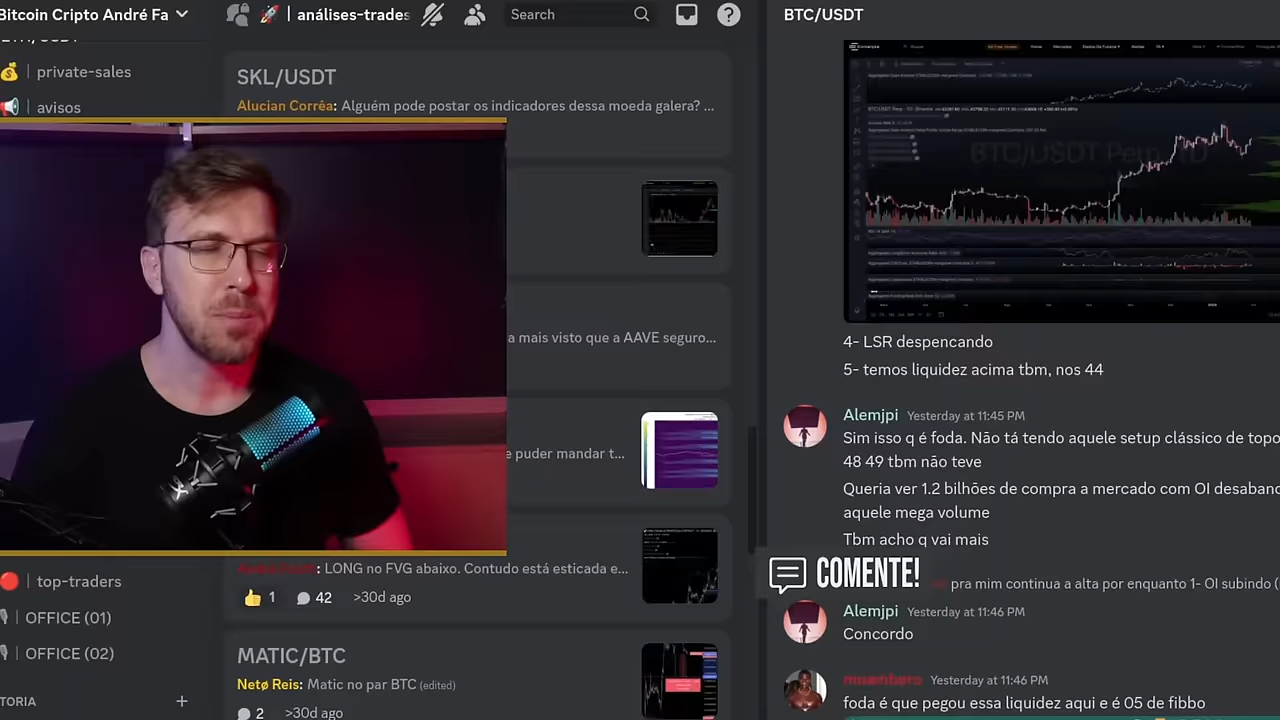 Bitcoin Cripto André Fa
análises-trades
Search
private-sales
avisos
SKL/USDT
Alucian Corrêa: Alguém pode postar os indicadores dessa moeda galera? ...
a mais visto que a AAVE seguro...
e puder mandar t...
: LONG no FVG abaixo. Contudo está esticada e...
1
42
>30d ago
MATIC/BTC
Netø Reis: Matic no par BTC (edited)
2
>30d ago
top-traders
OFFICE (01)
OFFICE (02)
TORIA
BTC/USDT
BTC/USDT Perp 1D
4- LSR despencando
5- temos liquidez acima tbm, nos 44
Alemjpi Yesterday at 11:45 PM
Sim isso q é foda. Não tá tendo aquele setup clássico de topo
48 49 tbm não teve
Queria ver 1.2 bilhões de compra a mercado com OI desaband
aquele mega volume
Tbm acho q vai mais
COMENTE!
pra mim continua a alta por enquanto 1- OI subindo (
Alemjpi Yesterday at 11:46 PM
Concordo
Yesterday at 11:46 PM
foda é que pegou essa liquidez aqui e é 05 de fibbo